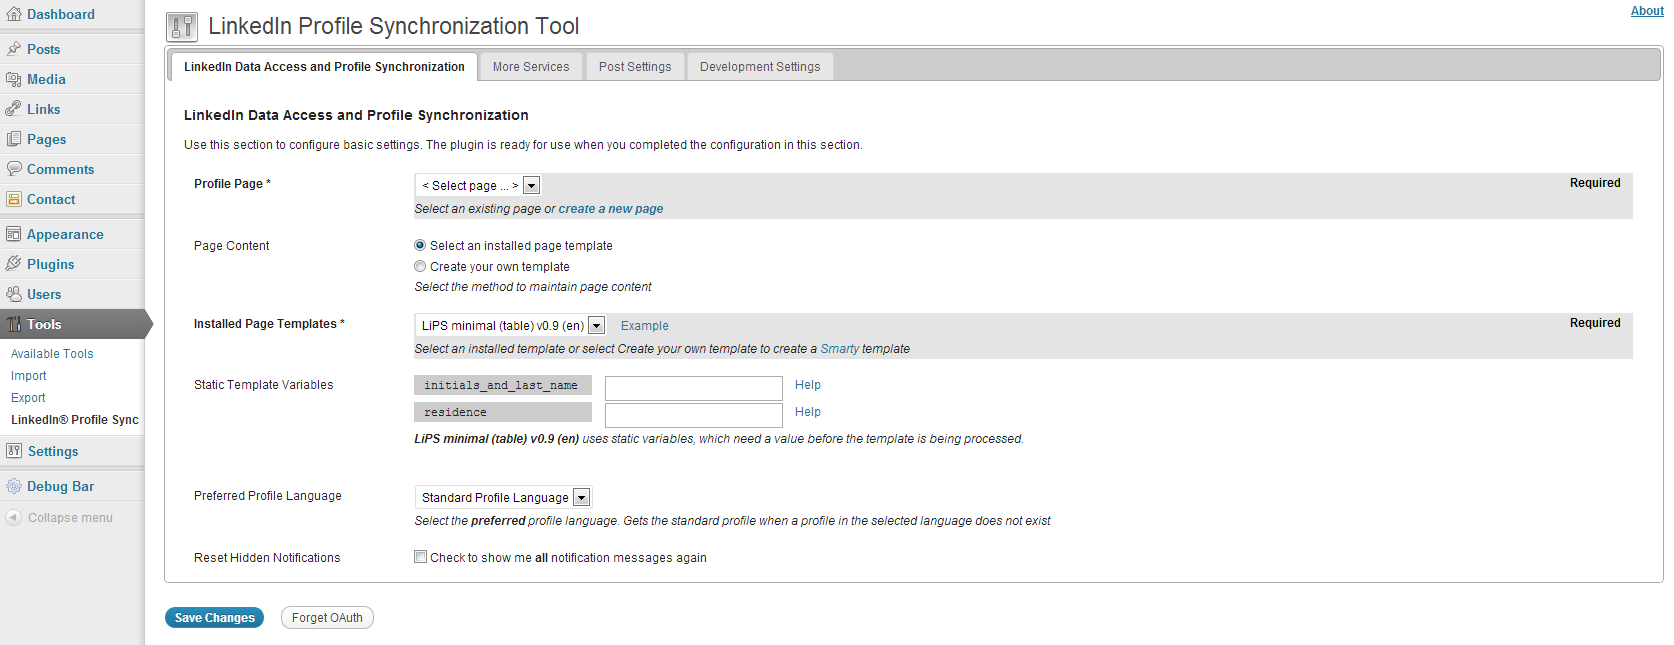 Dashboard
Posts
Media
Links
Pages
Comments
Contact
Appearance
Plugins
Users
Tools
Available Tools
Import
Export
LinkedIn® Profile Sync
Settings
Debug Bar
Collapse menu
About
LinkedIn Profile Synchronization Tool
LinkedIn Data Access and Profile Synchronization More Services Post Settings Development Settings
LinkedIn Data Access and Profile Synchronization
Use this section to configure basic settings. The plugin is ready for use when you completed the configuration in this section.
Profile Page * < Select page ... > Required
Select an existing page or create a new page
Page Content Select an installed page template
Create your own template
Select the method to maintain page content
Installed Page Templates * LiPS minimal (table) v0.9 (en) Example Required
Select an installed template or select Create your own template to create a Smarty template
Static Template Variables initials_and_last_name Help
residence Help
LiPS minimal (table) v0.9 (en) uses static variables, which need a value before the template is being processed.
Preferred Profile Language Standard Profile Language
Select the preferred profile language. Gets the standard profile when a profile in the selected language does not exist
Reset Hidden Notifications Check to show me all notification messages again
Save Changes Forget OAuth